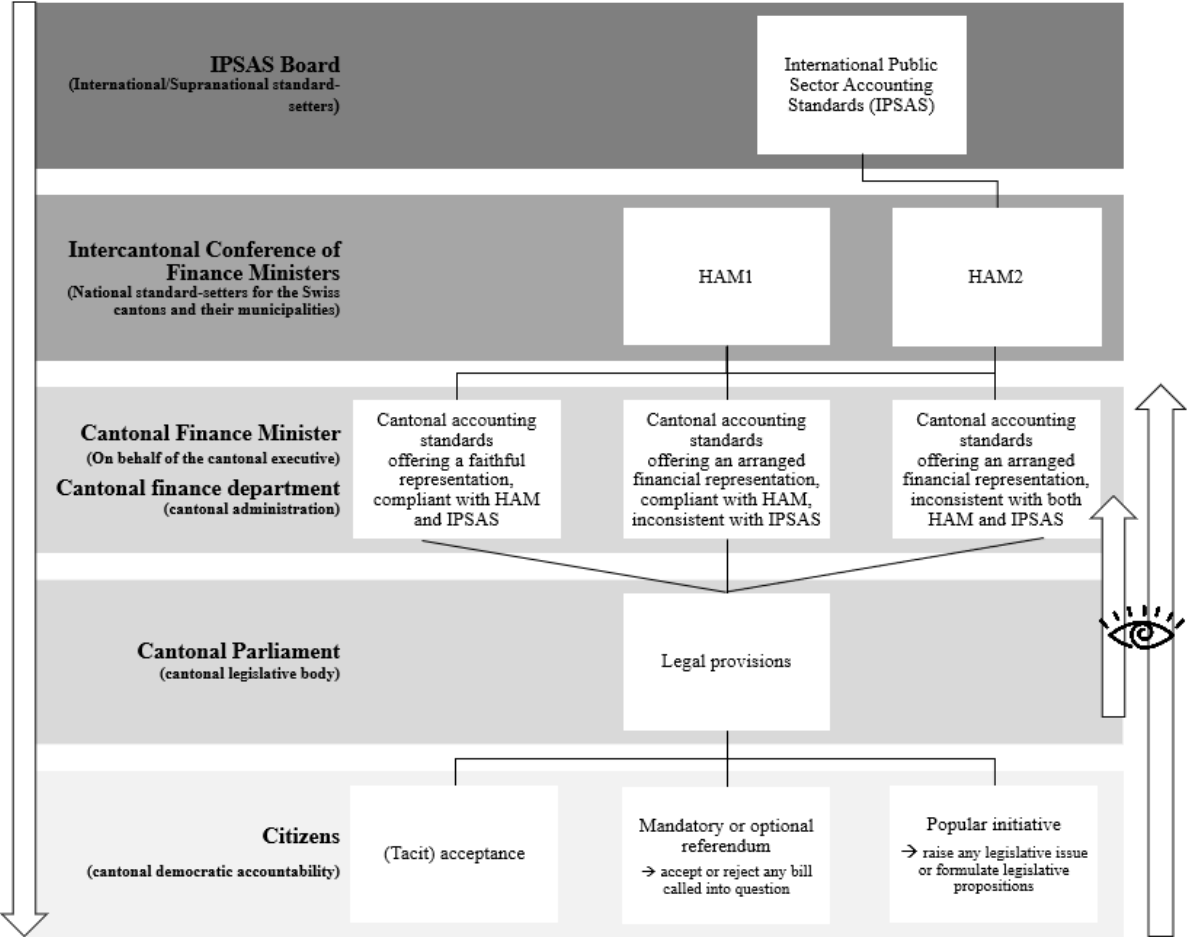 IPSAS Board
(International/Supranational standard-
setters)
International Public
Sector Accounting
Standards (IPSAS)
Intercantonal Conference of
Finance Ministers
(National standard-setters for the Swiss
cantons and their municipalities)
HAM1
HAM2
Cantonal Finance Minister
(On behalf of the cantonal executive)
Cantonal finance department
(cantonal administration)
Cantonal accounting
standards
offering a faithful
representation,
compliant with HAM
and IPSAS
Cantonal accounting
standards
offering an arranged
financial representation,
compliant with HAM,
inconsistent with IPSAS
Cantonal accounting
standards
offering an arranged
financial representation,
inconsistent with both
HAM and IPSAS
Cantonal Parliament
(cantonal legislative body)
Legal provisions
Citizens
(cantonal democratic accountability)
(Tacit) acceptance
Mandatory or optional
referendum
→ accept or reject any bill
called into question
Popular initiative
→ raise any legislative issue
or formulate legislative
propositions